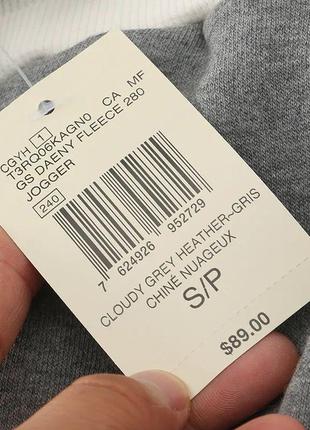 CGYH 1
T3RQ06KAGN0 CA MF
GS DAENY FLEECE 280
JOGGER
240
7 624926 952729
CLOUDY GREY HEATHER-GRIS
CHINÉ NUAGEUX
S/P
$89.00